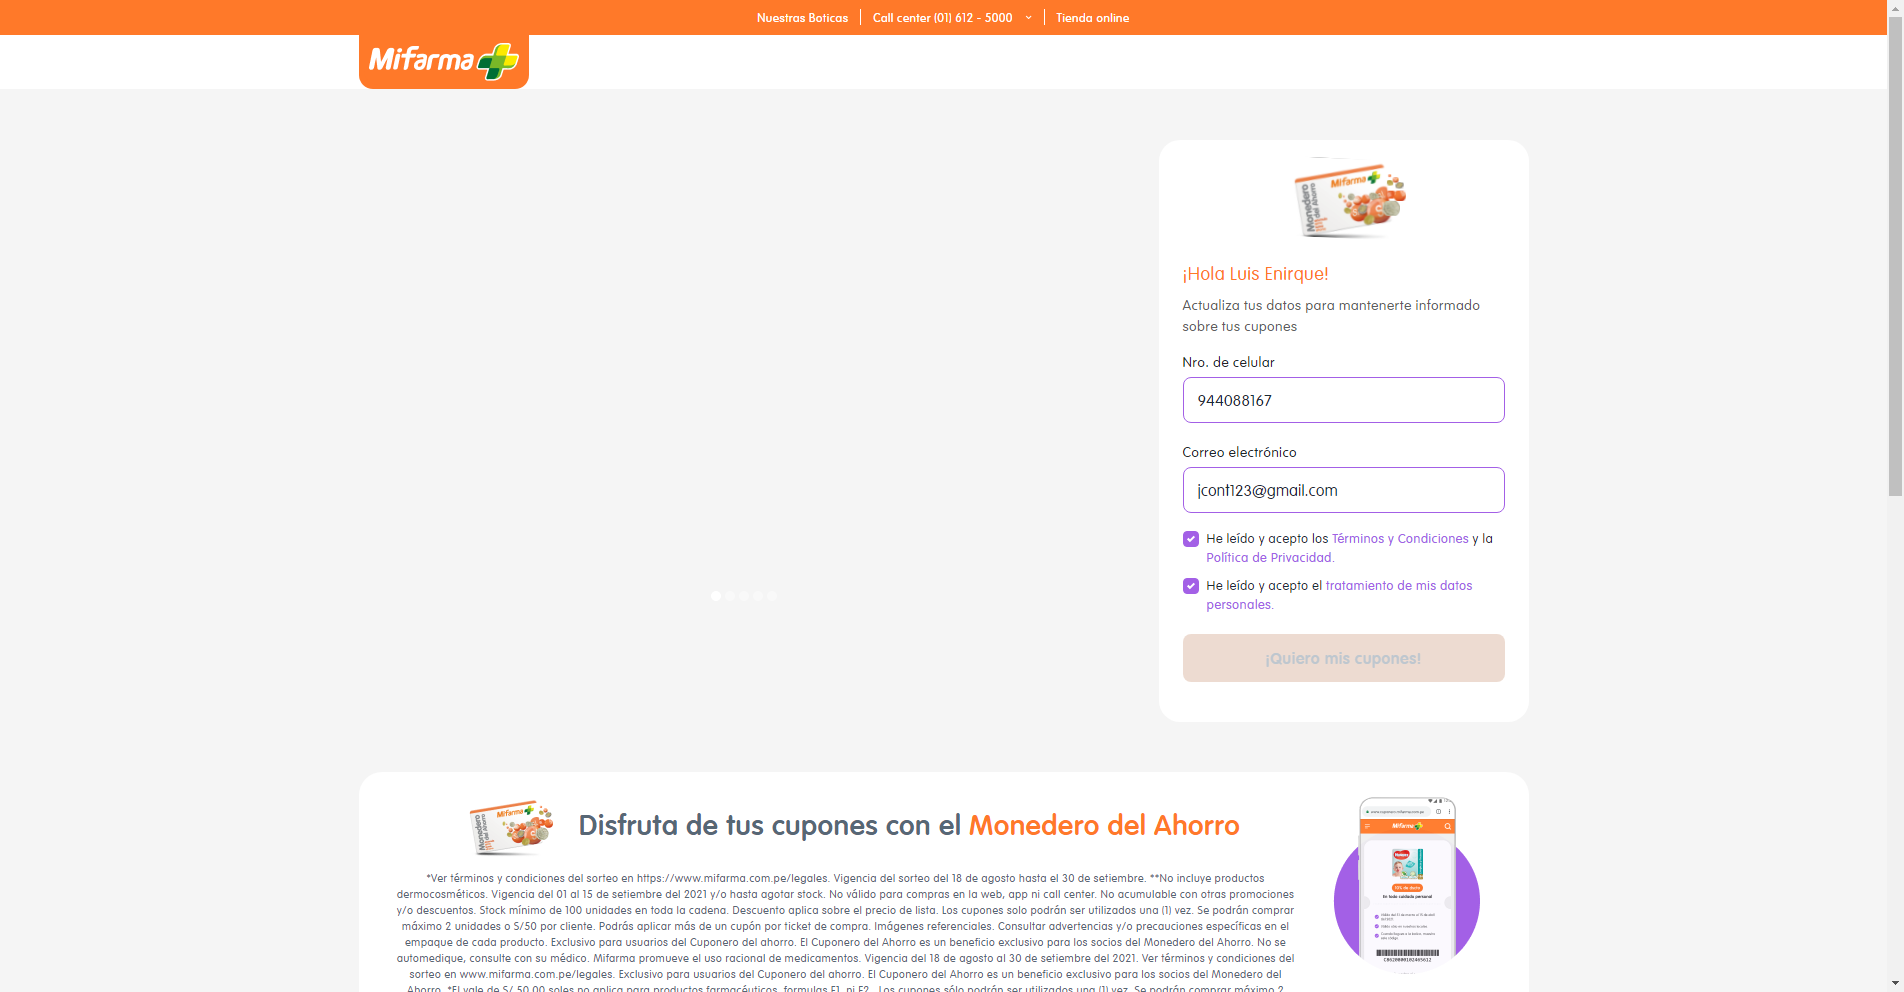 Nuestras Boticas
Call center (01) 612 - 5000
Tienda online
Mifarma
Mifarma
Monedero del Ahorro
¡Hola Luis Enirque!
Actualiza tus datos para mantenerte informado
sobre tus cupones
Nro. de celular
944088167
Correo electrónico
jcont123@gmail.com
He leído y acepto los Términos y Condiciones y la
Política de Privacidad.
He leído y acepto el tratamiento de mis datos
personales.
¡Quiero mis cupones!
Mifarma
Monedero del Ahorro
Disfruta de tus cupones con el Monedero del Ahorro
*Ver términos y condiciones del sorteo en https://www.mifarma.com.pe/legales. Vigencia del sorteo del 18 de agosto hasta el 30 de setiembre. **No incluye productos
dermocosméticos. Vigencia del 01 al 15 de setiembre del 2021 y/o hasta agotar stock. No válido para compras en la web, app ni call center. No acumulable con otras promociones
y/o descuentos. Stock mínimo de 100 unidades en toda la cadena. Descuento aplica sobre el precio de lista. Los cupones solo podrán ser utilizados una (1) vez. Se podrán comprar
máximo 2 unidades o S/50 por cliente. Podrás aplicar más de un cupón por ticket de compra. Imágenes referenciales. Consultar advertencias y/o precauciones específicas en el
empaque de cada producto. Exclusivo para usuarios del Cuponero del ahorro. El Cuponero del Ahorro es un beneficio exclusivo para los socios del Monedero del Ahorro. No se
automedique, consulte con su médico. Mifarma promueve el uso racional de medicamentos. Vigencia del 18 de agosto al 30 de setiembre del 2021. Ver términos y condiciones del
sorteo en www.mifarma.com.pe/legales. Exclusivo para usuarios del Cuponero del ahorro. El Cuponero del Ahorro es un beneficio exclusivo para los socios del Monedero del
Ahorro. *El vale de S/ 50.00 soles no aplica para productos farmacéuticos, formulas F1, ni F2. Los cupones sólo podrán ser utilizados una (1) vez. Se podrán comprar máximo 2
Mifarma
En todo cuidado personal